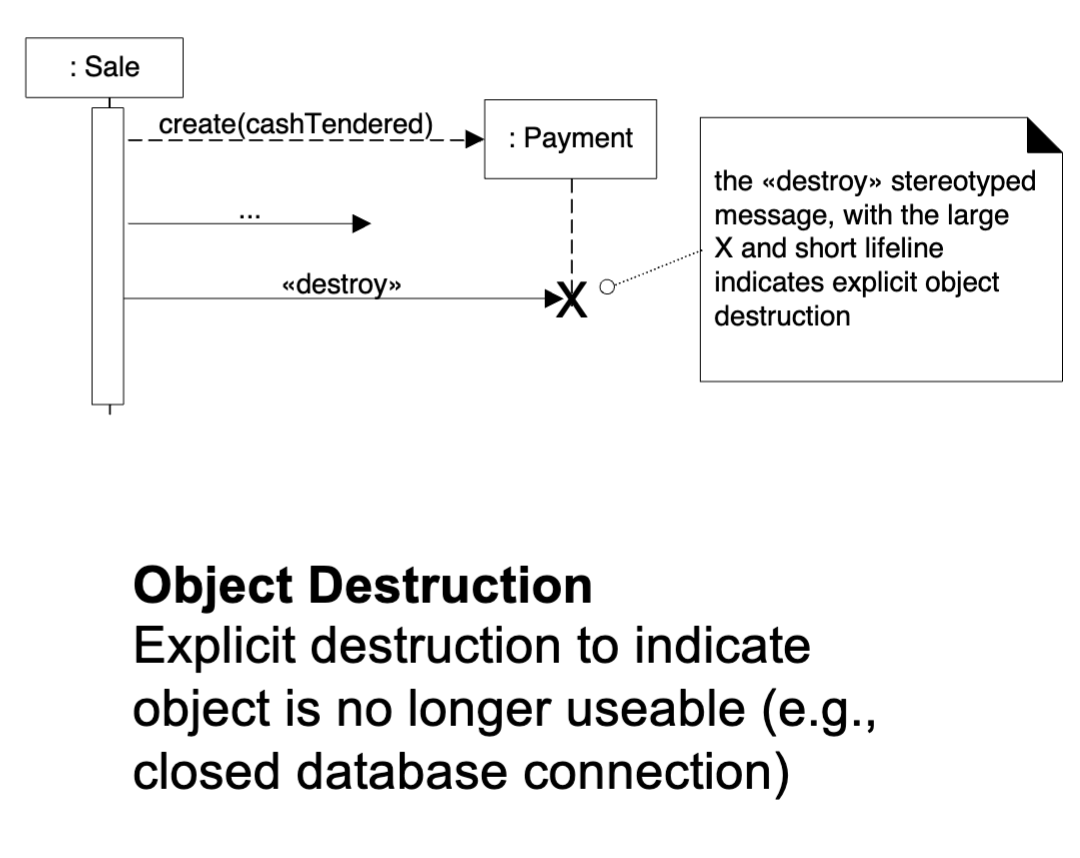 : Sale
create(cashTendered)
: Payment
...
«destroy»
X
the «destroy» stereotyped
message, with the large
X and short lifeline
indicates explicit object
destruction
Object Destruction
Explicit destruction to indicate
object is no longer useable (e.g.,
closed database connection)